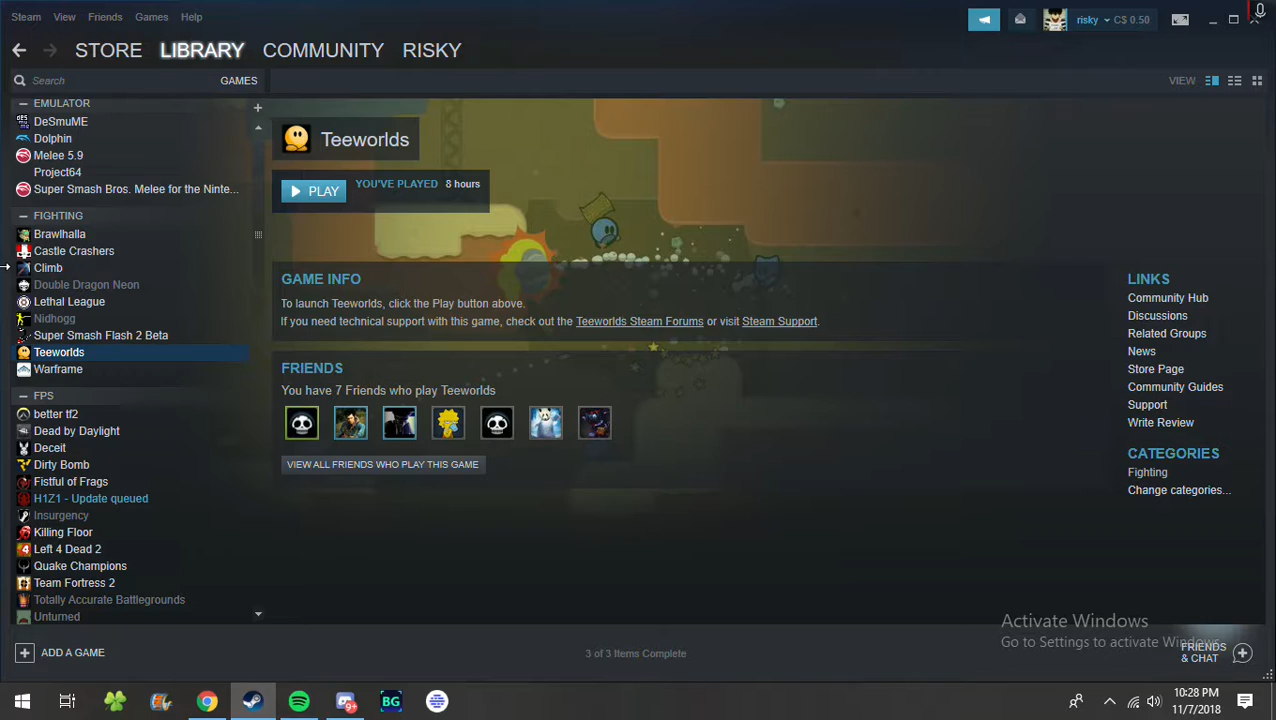 Steam View Friends Games Help
risky C$ 0.50
STORE LIBRARY COMMUNITY RISKY
Search GAMES VIEW
EMULATOR
DeSmuME
Dolphin
Melee 5.9
Project64
Super Smash Bros. Melee for the Ninte...
FIGHTING
Brawlhalla
Castle Crashers
Climb
Double Dragon Neon
Lethal League
Nidhogg
Super Smash Flash 2 Beta
Teeworlds
Warframe
FPS
better tf2
Dead by Daylight
Deceit
Dirty Bomb
Fistful of Frags
H1Z1 - Update queued
Insurgency
Killing Floor
Left 4 Dead 2
Quake Champions
Team Fortress 2
Totally Accurate Battlegrounds
Unturned
Teeworlds
PLAY YOU'VE PLAYED 8 hours
GAME INFO
To launch Teeworlds, click the Play button above.
If you need technical support with this game, check out the Teeworlds Steam Forums or visit Steam Support.
FRIENDS
You have 7 Friends who play Teeworlds
VIEW ALL FRIENDS WHO PLAY THIS GAME
LINKS
Community Hub
Discussions
Related Groups
News
Store Page
Community Guides
Support
Write Review
CATEGORIES
Fighting
Change categories...
Activate Windows
Go to Settings to activate Windows.
ADD A GAME
3 of 3 Items Complete
FRIENDS
& CHAT
DES
MUME
4
9+
BG
10:28 PM
11/7/2018